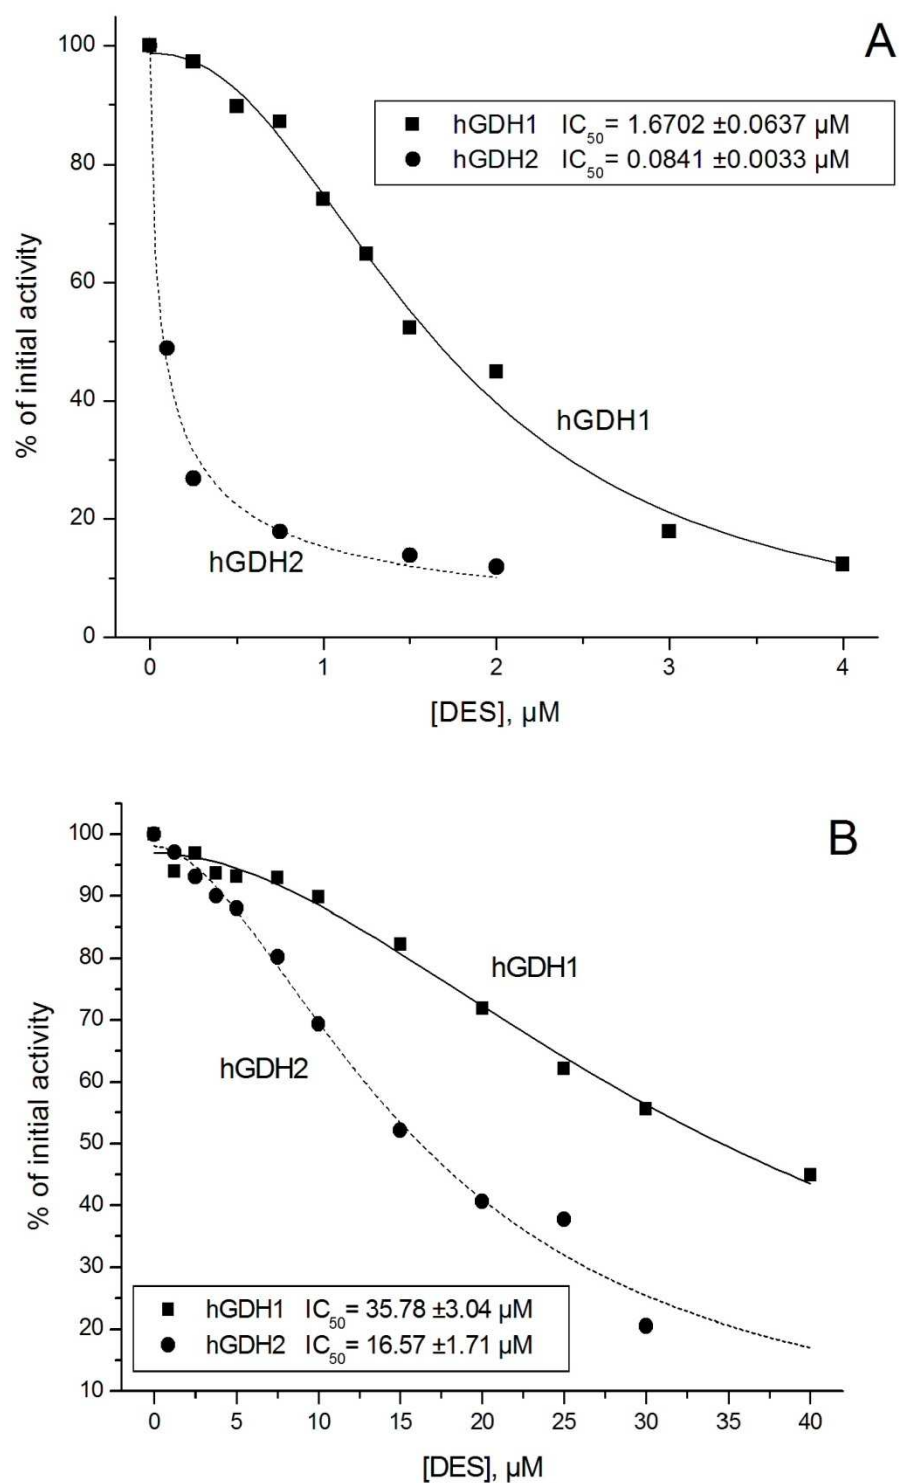 A
100
80
60
40
20
0
% of initial activity
hGDH1 IC50= 1.6702 ±0.0637 µM
hGDH2 IC50= 0.0841 ±0.0033 µM
hGDH1
hGDH2
0 1 2 3 4
[DES], µM
B
100
90
80
70
60
50
40
30
20
10
% of initial activity
hGDH1
hGDH2
hGDH1 IC50= 35.78 ±3.04 µM
hGDH2 IC50= 16.57 ±1.71 µM
0 5 10 15 20 25 30 35 40
[DES], µM